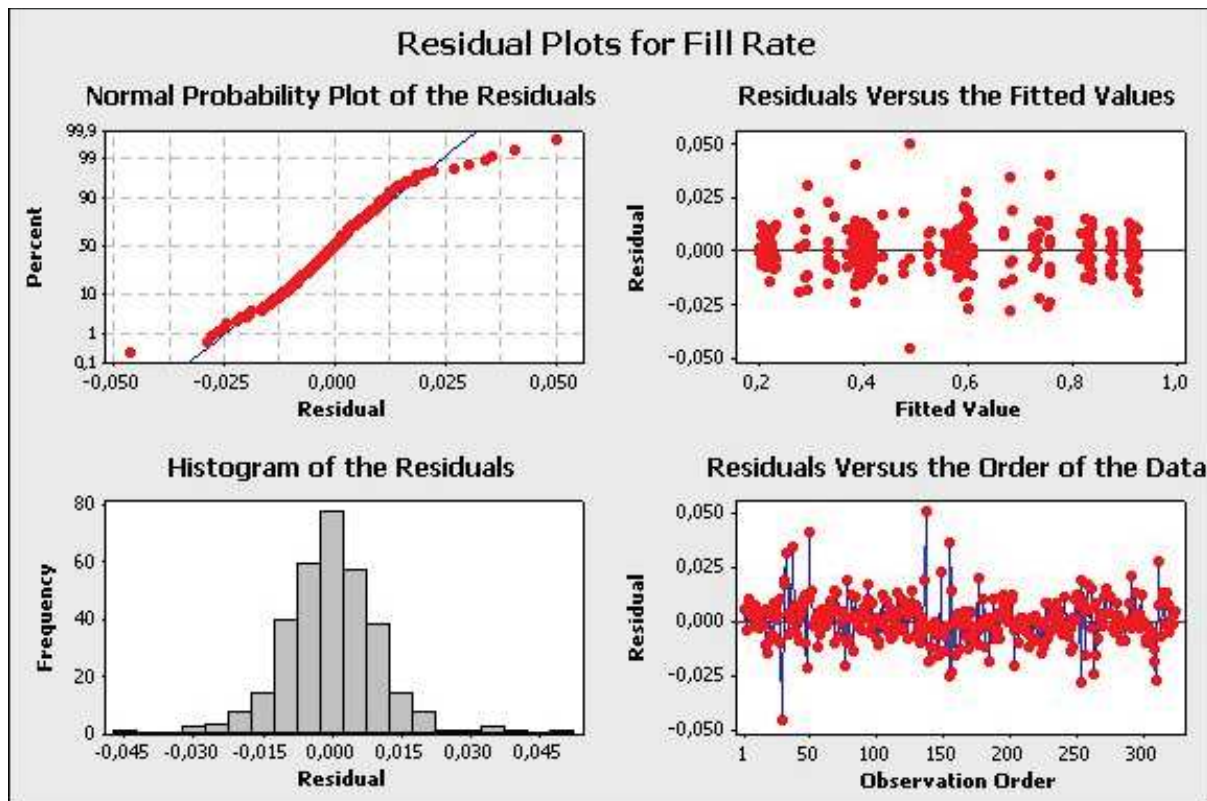 Residual Plots for Fill Rate
Normal Probability Plot of the Residuals
99,9
99
90
50
10
1
0,1
Percent
-0,050 -0,025 0,000 0,025 0,050
Residual
Residuals Versus the Fitted Values
0,050
0,025
0,000
-0,025
-0,050
Residual
0,2 0,4 0,6 0,8 1,0
Fitted Value
Histogram of the Residuals
80
60
40
20
0
Frequency
-0,045 -0,030 -0,015 0,000 0,015 0,030 0,045
Residual
Residuals Versus the Order of the Data
0,050
0,025
0,000
-0,025
-0,050
Residual
1 50 100 150 200 250 300
Observation Order